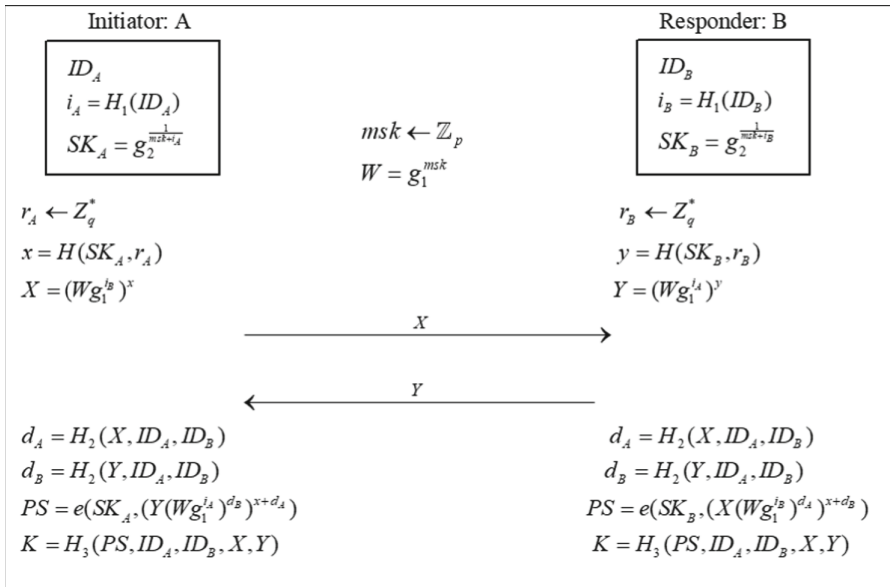 Initiator: A
ID_A
i_A = H_1(ID_A)
SK_A = g_2^{\frac{1}{msk+i_A}}
r_A ← Z_q^*
x = H(SK_A, r_A)
X = (Wg_1^{i_B})^x
msk ← ℤ_p
W = g_1^{msk}
Responder: B
ID_B
i_B = H_1(ID_B)
SK_B = g_2^{\frac{1}{msk+i_B}}
r_B ← Z_q^*
y = H(SK_B, r_B)
Y = (Wg_1^{i_A})^y
X
Y
d_A = H_2(X, ID_A, ID_B)
d_B = H_2(Y, ID_A, ID_B)
PS = e(SK_A, (Y(Wg_1^{i_A})^{d_B})^{x+d_A})
K = H_3(PS, ID_A, ID_B, X, Y)
d_A = H_2(X, ID_A, ID_B)
d_B = H_2(Y, ID_A, ID_B)
PS = e(SK_B, (X(Wg_1^{i_B})^{d_A})^{x+d_B})
K = H_3(PS, ID_A, ID_B, X, Y)